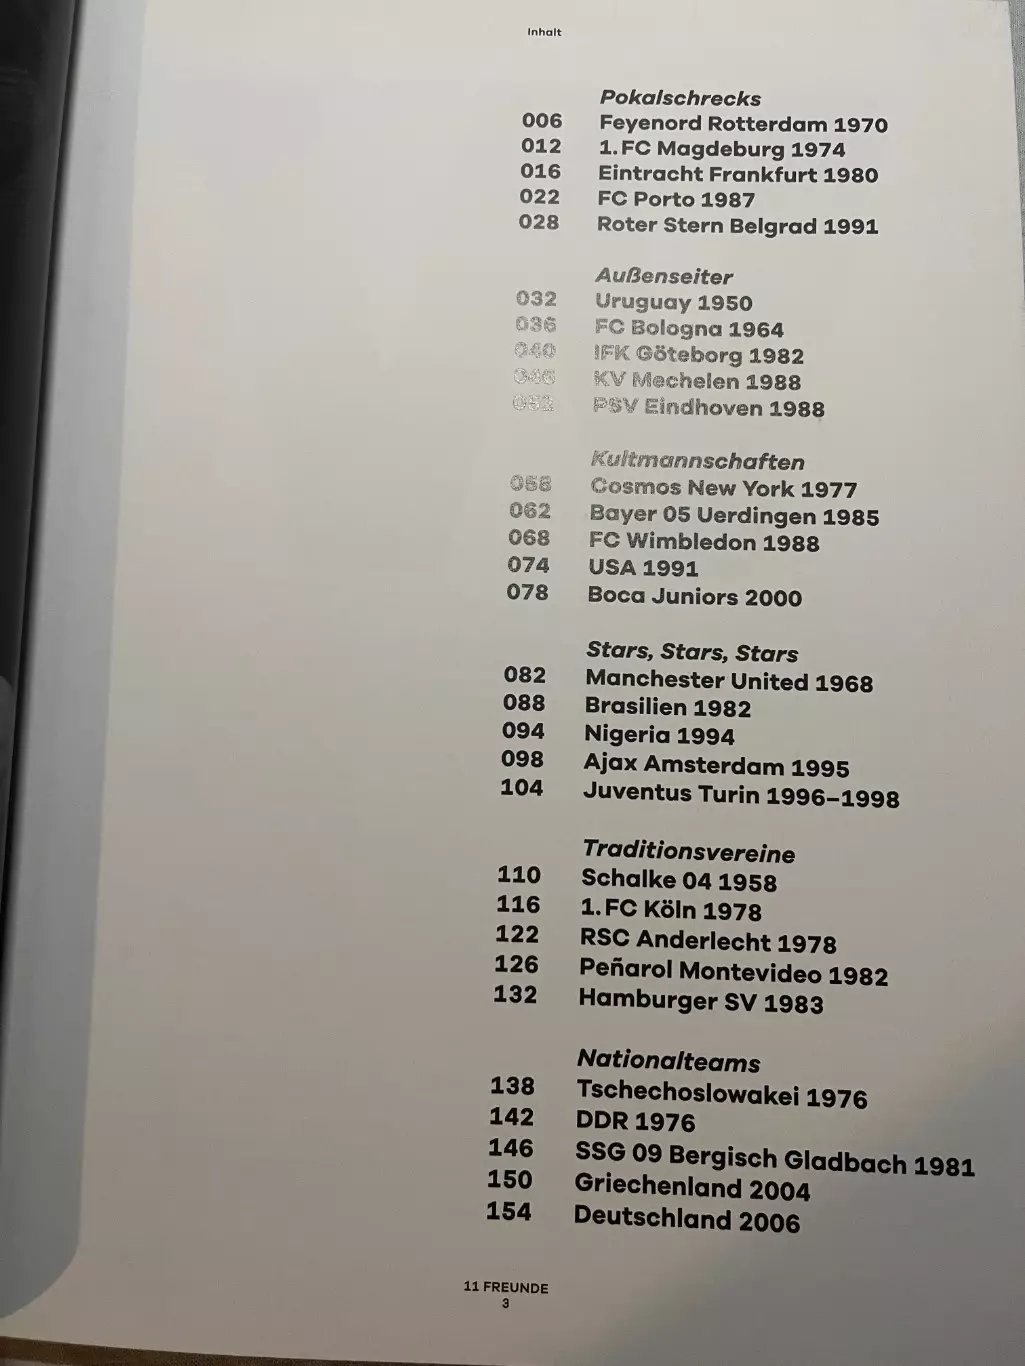 Inhalt
Pokalschrecks
006 Feyenord Rotterdam 1970
012 1. FC Magdeburg 1974
016 Eintracht Frankfurt 1980
022 FC Porto 1987
028 Roter Stern Belgrad 1991
Außenseiter
032 Uruguay 1950
036 FC Bologna 1964
040 IFK Göteborg 1982
046 KV Mechelen 1988
052 PSV Eindhoven 1988
Kultmannschaften
058 Cosmos New York 1977
062 Bayer 05 Uerdingen 1985
068 FC Wimbledon 1988
074 USA 1991
078 Boca Juniors 2000
Stars, Stars, Stars
082 Manchester United 1968
088 Brasilien 1982
094 Nigeria 1994
098 Ajax Amsterdam 1995
104 Juventus Turin 1996–1998
Traditionsvereine
110 Schalke 04 1958
116 1. FC Köln 1978
122 RSC Anderlecht 1978
126 Peñarol Montevideo 1982
132 Hamburger SV 1983
Nationalteams
138 Tschechoslowakei 1976
142 DDR 1976
146 SSG 09 Bergisch Gladbach 1981
150 Griechenland 2004
154 Deutschland 2006
11 FREUNDE
3